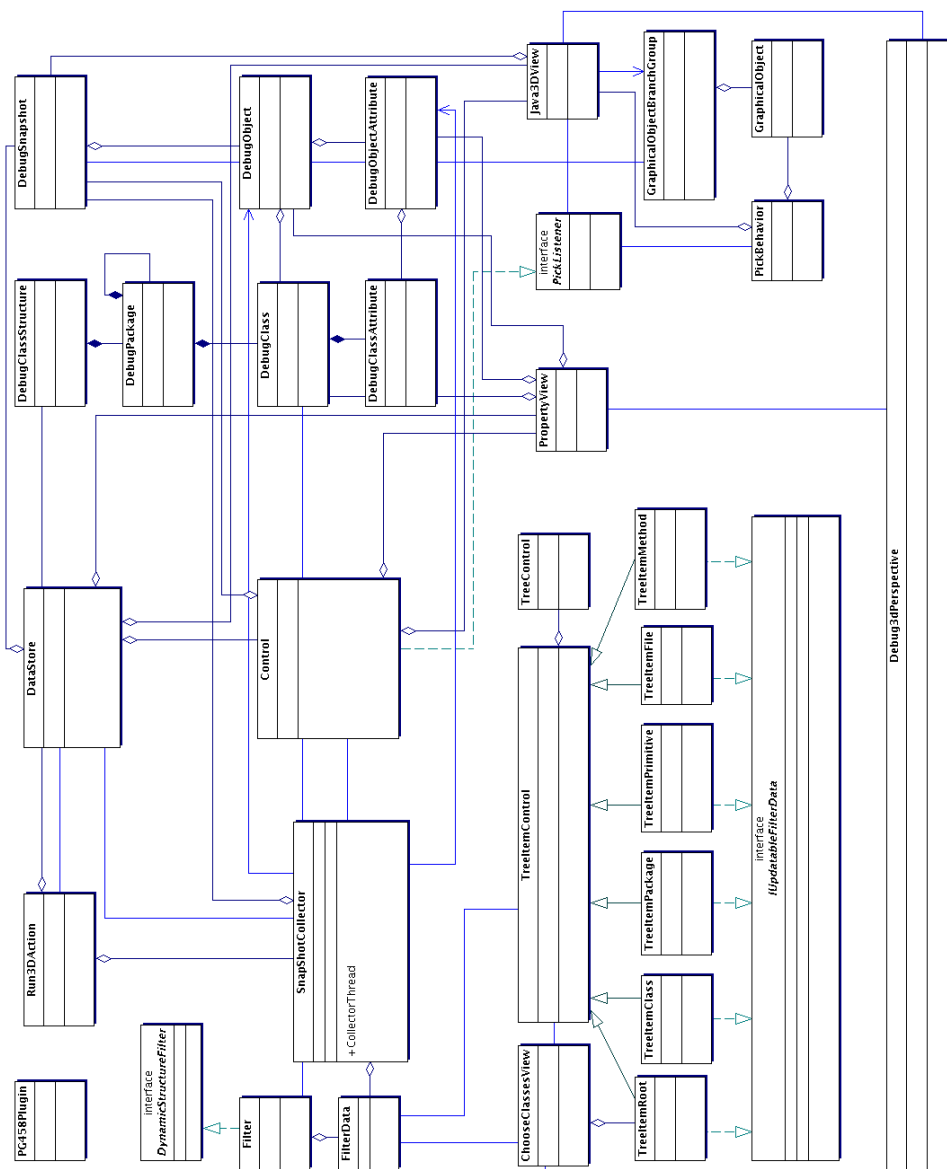 PG458Plugin
Run3DAction
DataStore
DebugClassStructure
DebugSnapshot
interface
DynamicStructureFilter
DebugPackage
Filter
SnapShotCollector
+ CollectorThread
Control
DebugClass
DebugObject
FilterData
DebugClassAttribute
DebugObjectAttribute
ChooseClassesView
TreeItemControl
TreeControl
PropertyView
interface
PickListener
Java3DView
TreeItemRoot
TreeItemClass
TreeItemPackage
TreeItemPrimitive
TreeItemFile
TreeItemMethod
GraphicalObjectBranchGroup
interface
IUpdatableFilterData
PickBehavior
GraphicalObject
Debug3dPerspective